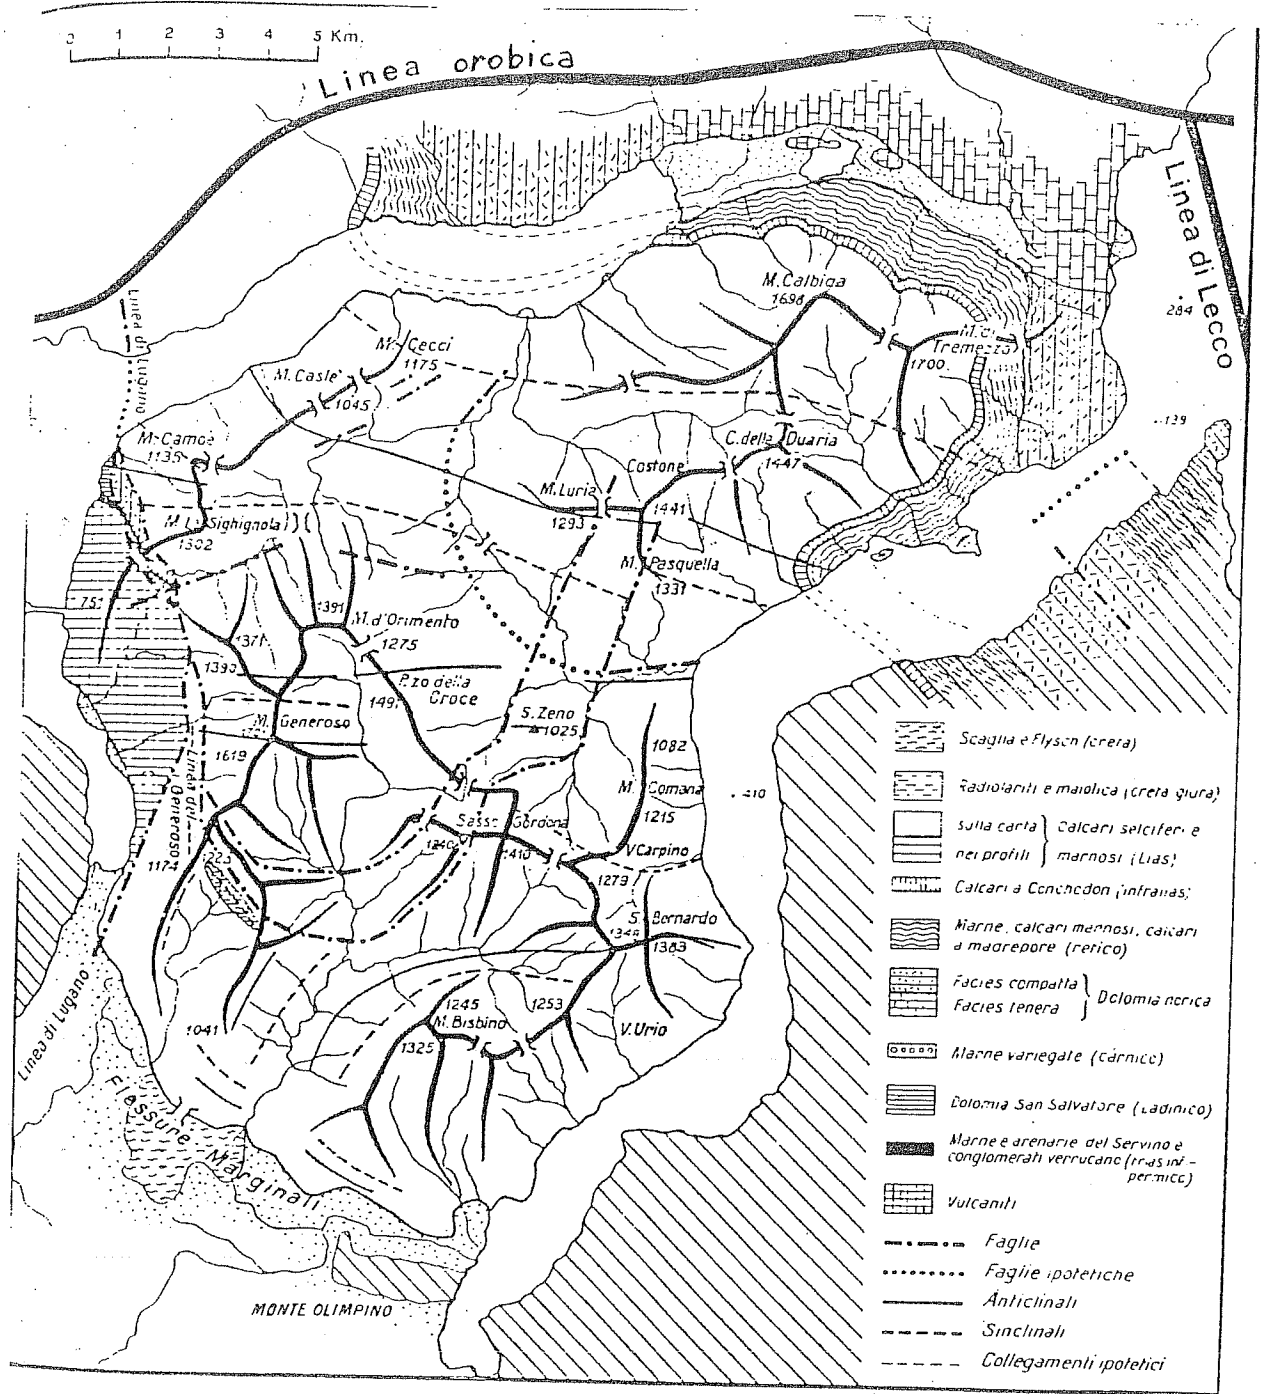 0 1 2 3 4 5 Km.
Linea orobica
Linea di Lecco
M. Calbiga
1698
284
M. di
Tremezzo
1700
M. Cecci
1175
M. Casle'
1045
139
M. Camoa
1135
C. della Duaria
1447
Costone
M. Luria
1293
1441
M. Sighignola
1302
M. Pasquella
1331
751
1391
M. d'Orimento
1275
1371
1390
P.zo della
Croce
1491
S. Zeno
1025
M. Generoso
1619
1082
M. Comana
1215
410
Linea del Generoso
Sasso Gordona
1410
V. Carpino
1279
1174
S. Bernardo
1348
1383
1245
M. Bisbino
1253
1325
V. Urio
1041
Linea di Lugano
Linea di Lugano
Flessure Marginali
MONTE OLIMPINO
Scaglia e Flysch (creta)
Radiolariti e maiolica (creta giura)
sulla carta } Calcari selciferi e
nei profili } marnosi (Lias)
Calcari a Conchodon (infralias)
Marne, calcari marnosi, calcari
a madrepore (retico)
Facies compatta } Dolomia norica
Facies tenera
Marne variegate (carnico)
Dolomia San Salvatore (Ladinico)
Marne e arenarie del Servino e
conglomerati verrucano (trias inf.-
permico)
Vulcaniti
Faglie
Faglie ipotetiche
Anticlinali
Sinclinali
Collegamenti ipotetici